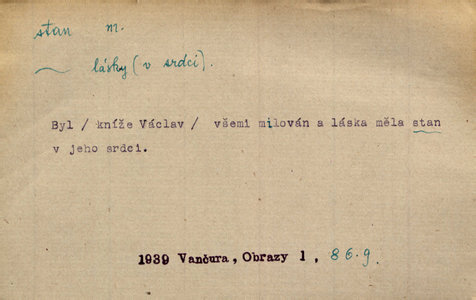 stan m.
~ lásky (v srdci).
Byl / kníže Václav / všemi milován a láska měla stan
v jeho srdci.
1939 Vančura, Obrazy 1, 86.9.